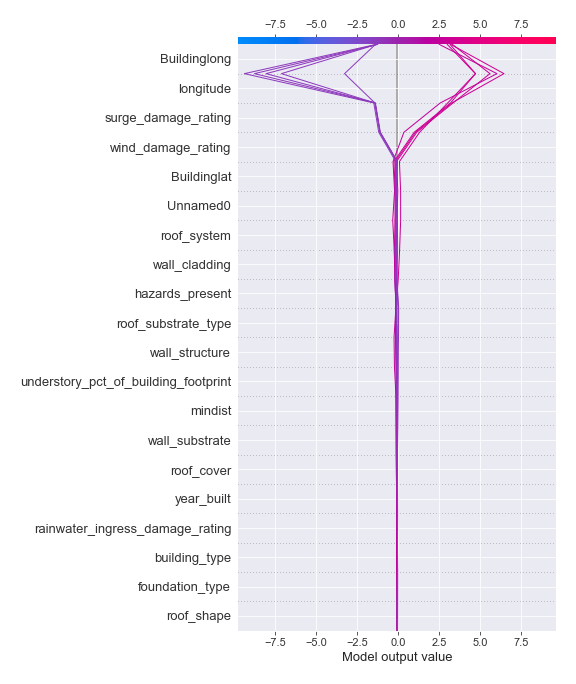 −7.5 −5.0 −2.5 0.0 2.5 5.0 7.5
Buildinglong
longitude
surge_damage_rating
wind_damage_rating
Buildinglat
Unnamed0
roof_system
wall_cladding
hazards_present
roof_substrate_type
wall_structure
understory_pct_of_building_footprint
mindist
wall_substrate
roof_cover
year_built
rainwater_ingress_damage_rating
building_type
foundation_type
roof_shape
−7.5 −5.0 −2.5 0.0 2.5 5.0 7.5
Model output value